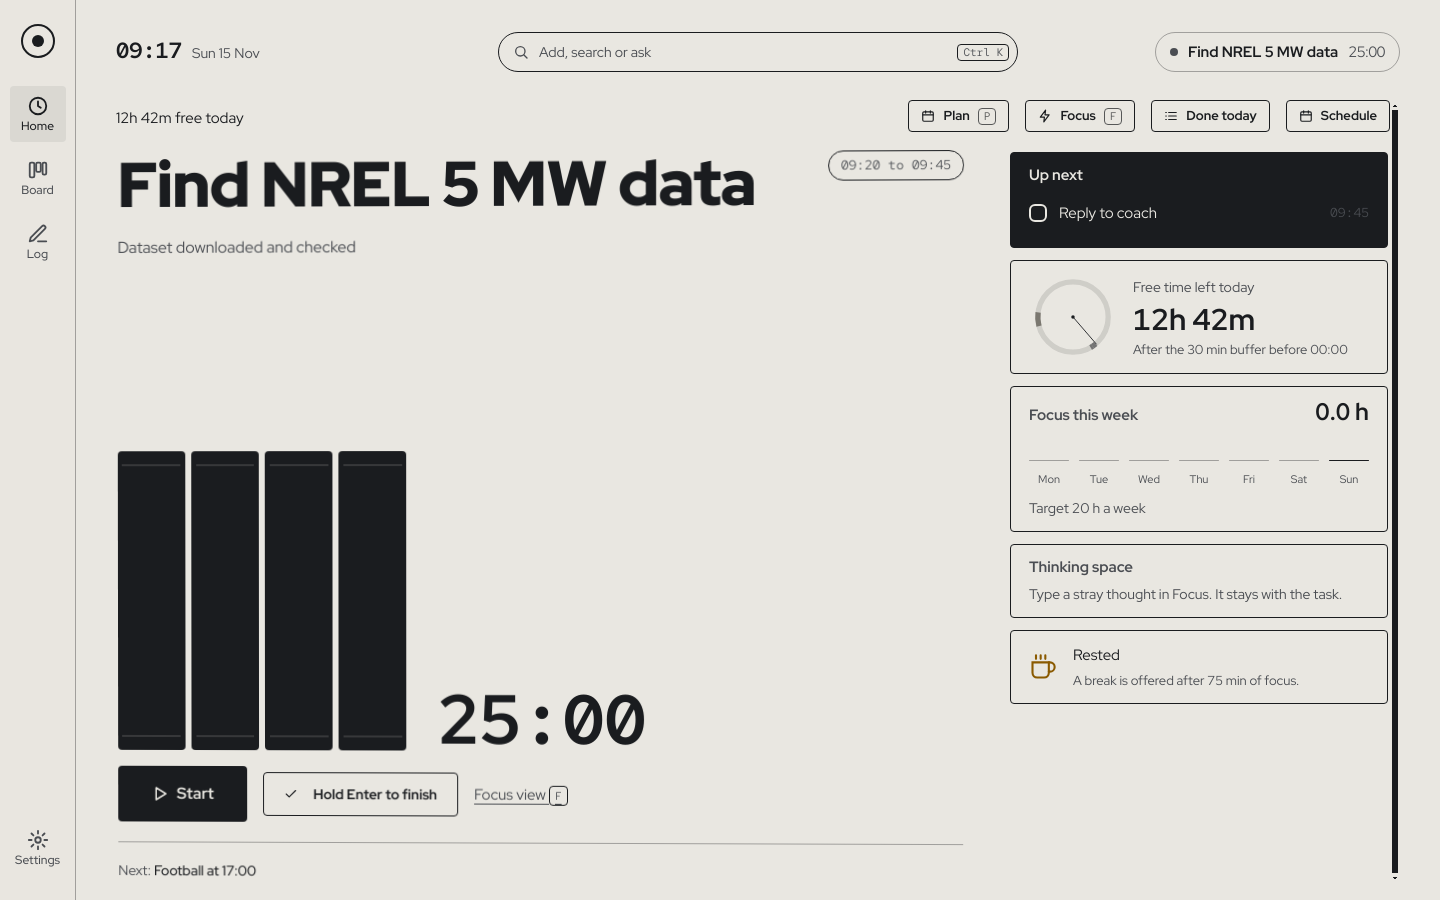 09:17 Sun 15 Nov
Add, search or ask Ctrl K
Find NREL 5 MW data 25:00
Home
Board
Log
Settings
12h 42m free today
Plan P
Focus F
Done today
Schedule
Find NREL 5 MW data
09:20 to 09:45
Dataset downloaded and checked
25:00
Start
Hold Enter to finish
Focus view F
Next: Football at 17:00
Up next
Reply to coach 09:45
Free time left today
12h 42m
After the 30 min buffer before 00:00
Focus this week 0.0 h
Mon Tue Wed Thu Fri Sat Sun
Target 20 h a week
Thinking space
Type a stray thought in Focus. It stays with the task.
Rested
A break is offered after 75 min of focus.